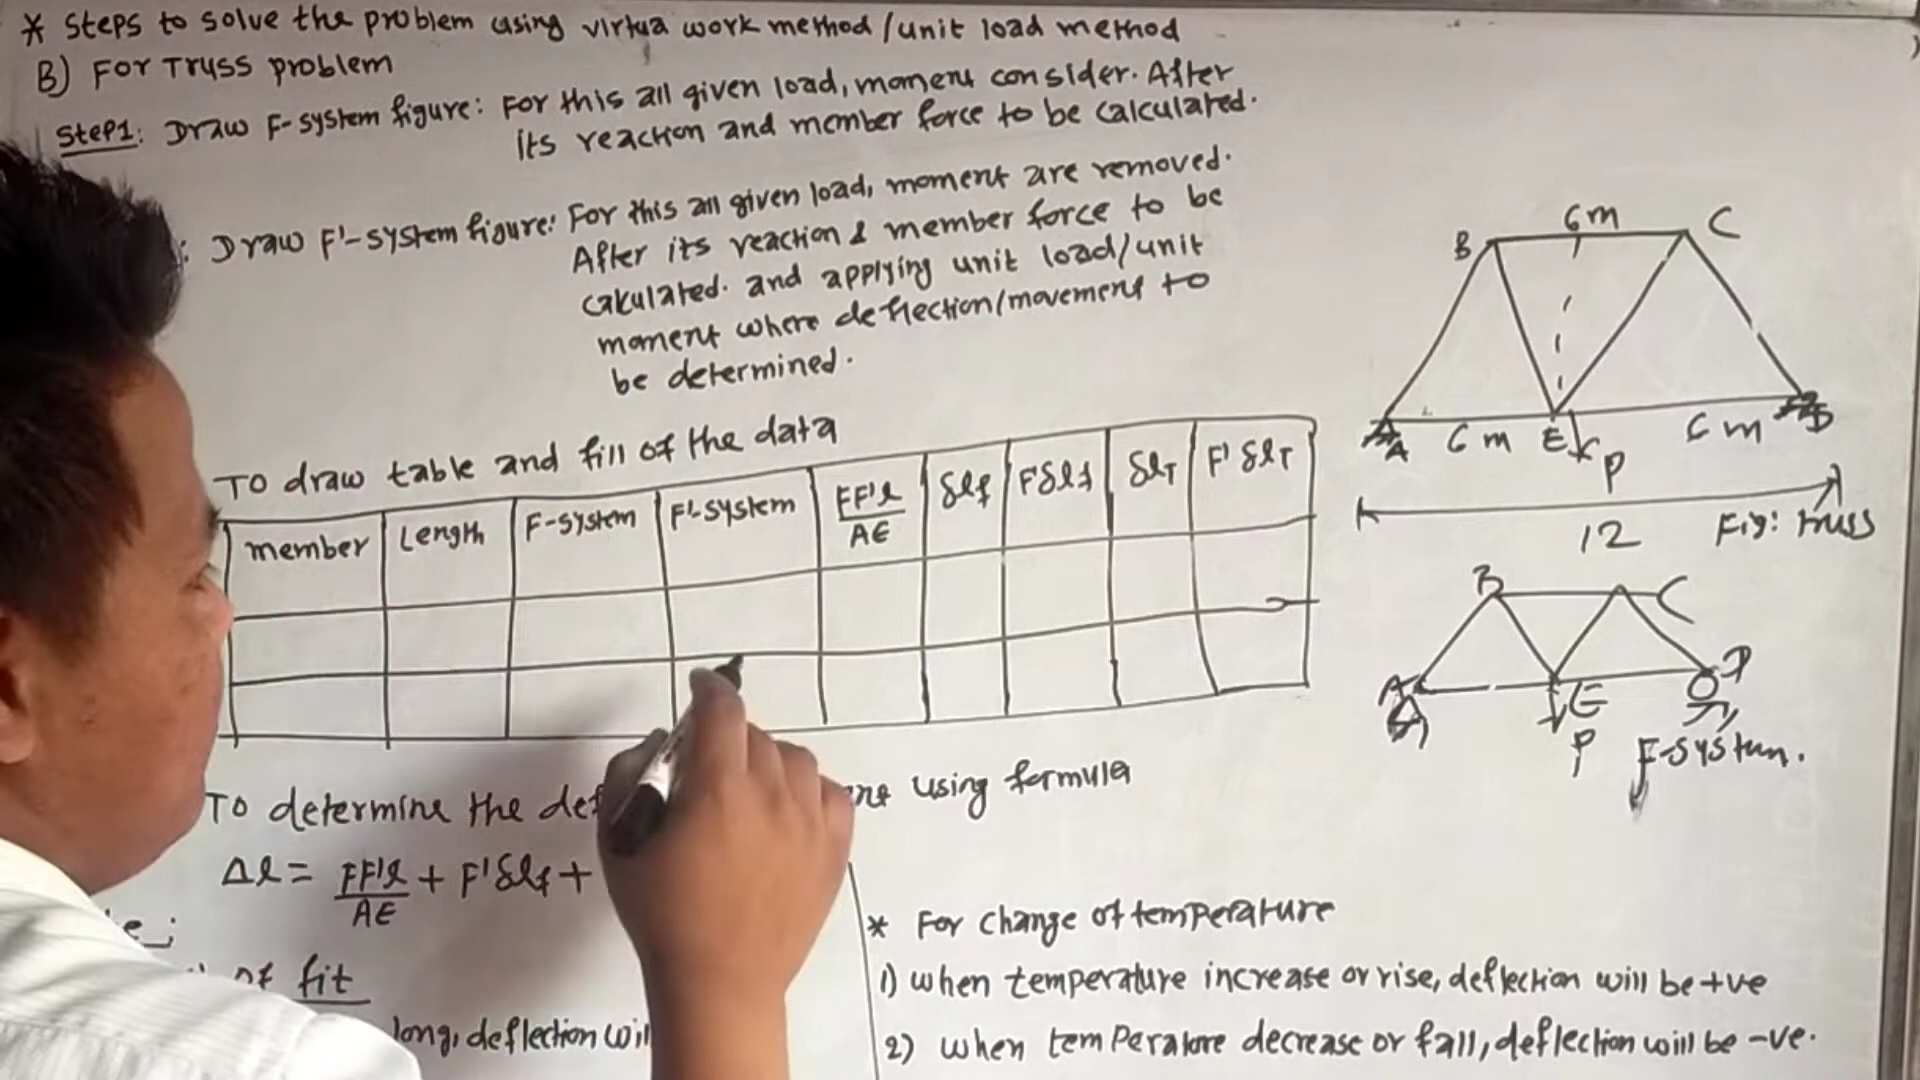 * Steps to solve the problem using virtua work method/unit load method
B) For Truss problem
Step1: Draw F-system figure: For this all given load, moment consider. After
its reaction and member force to be calculated.
: Draw F'-system figure: For this all given load, moment are removed.
After its reaction & member force to be
calculated. and applying unit load/unit
moment where deflection/movement to
be determined.
To draw table and fill of the data
member Length F-system F'-system FF'l/AE δlf F'δlf δlT F'δlT
To determine the def using formula
Δl = FF'l/AE + F'δlf +
of fit
long, deflection will
* For change of temperature
1) when temperature increase or rise, deflection will be +ve
2) when temperature decrease or fall, deflection will be -ve.
B 6m C
A 6m E 6m D
P
12
Fig: truss
B C
A E D
P
F-system.